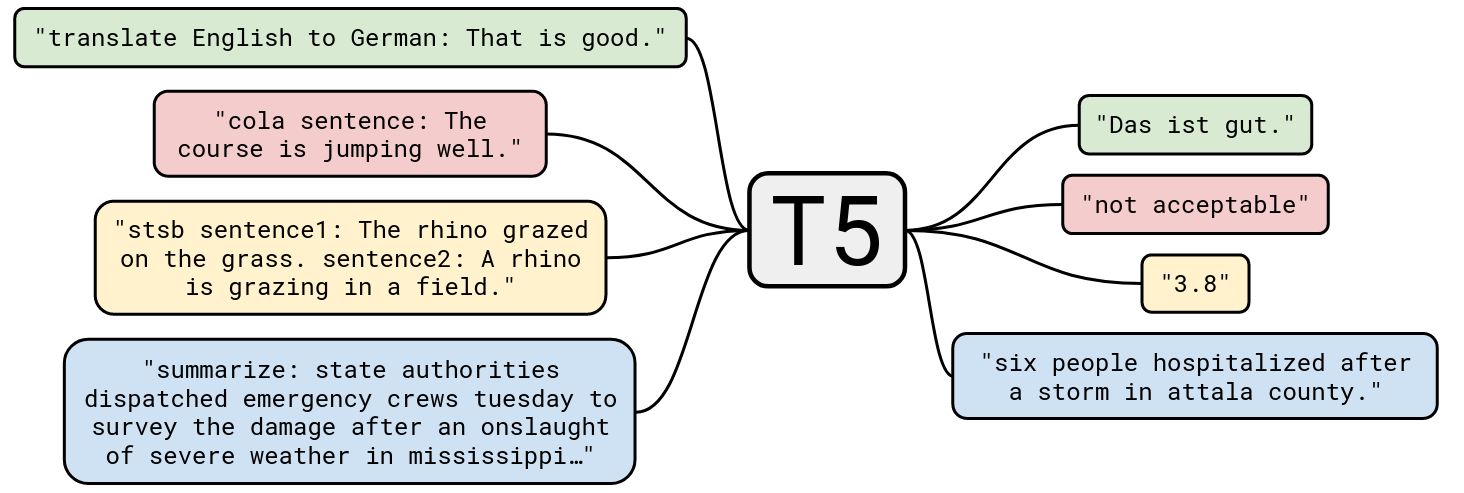 "translate English to German: That is good."
"cola sentence: The
course is jumping well."
"stsb sentence1: The rhino grazed
on the grass. sentence2: A rhino
is grazing in a field."
"summarize: state authorities
dispatched emergency crews tuesday to
survey the damage after an onslaught
of severe weather in mississippi…"
T5
"Das ist gut."
"not acceptable"
"3.8"
"six people hospitalized after
a storm in attala county."